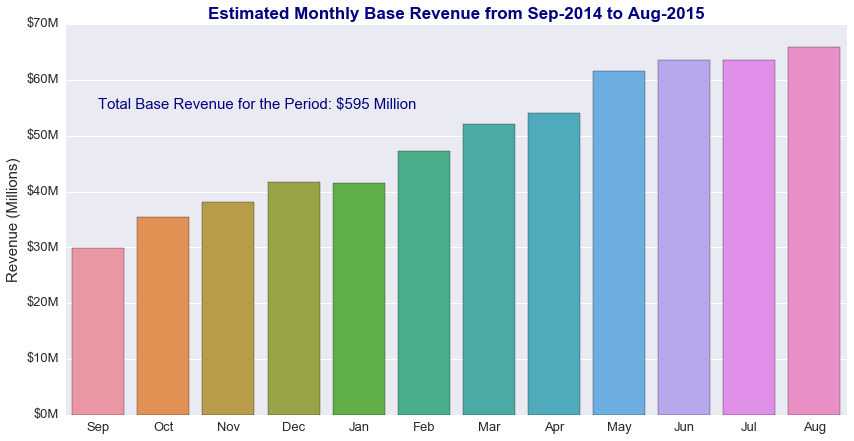 Estimated Monthly Base Revenue from Sep-2014 to Aug-2015
$70M
$60M
Total Base Revenue for the Period: $595 Million
$50M
$40M
$30M
$20M
$10M
$0M
Revenue (Millions)
Sep Oct Nov Dec Jan Feb Mar Apr May Jun Jul Aug